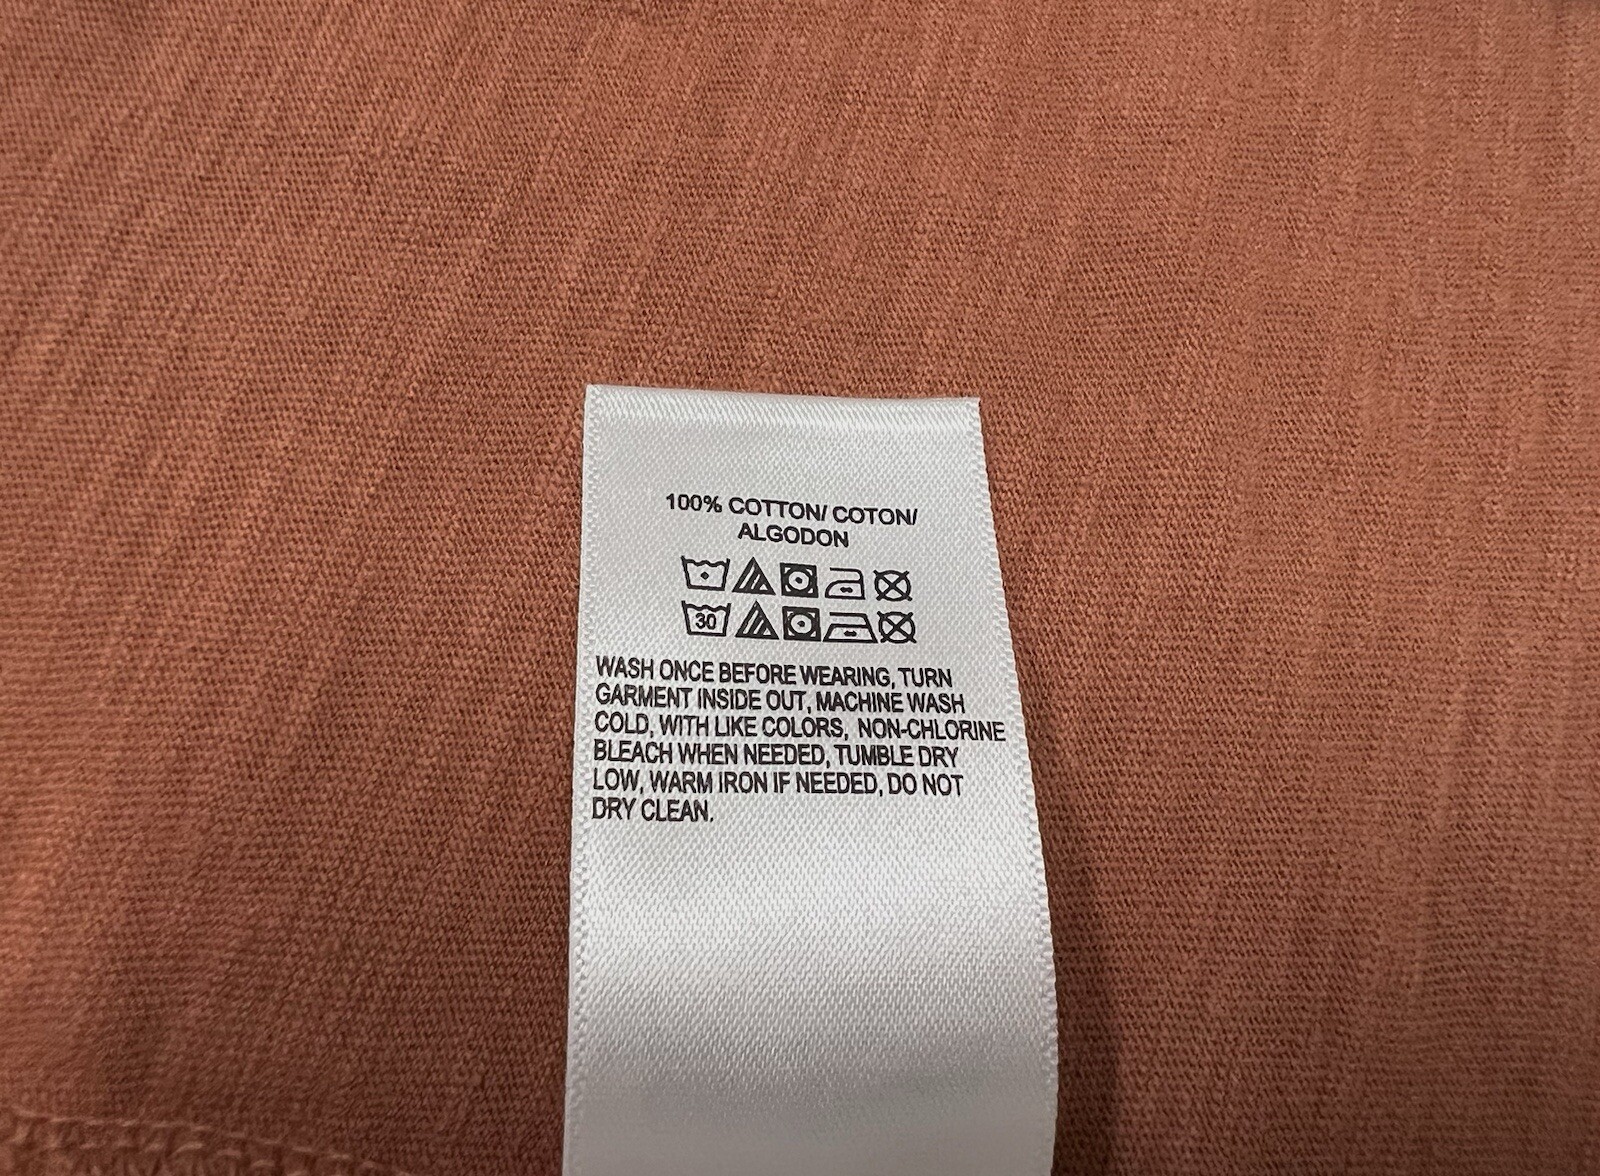 100% COTTON/ COTON/
ALGODON
30
WASH ONCE BEFORE WEARING, TURN
GARMENT INSIDE OUT, MACHINE WASH
COLD, WITH LIKE COLORS, NON-CHLORINE
BLEACH WHEN NEEDED, TUMBLE DRY
LOW, WARM IRON IF NEEDED, DO NOT
DRY CLEAN.